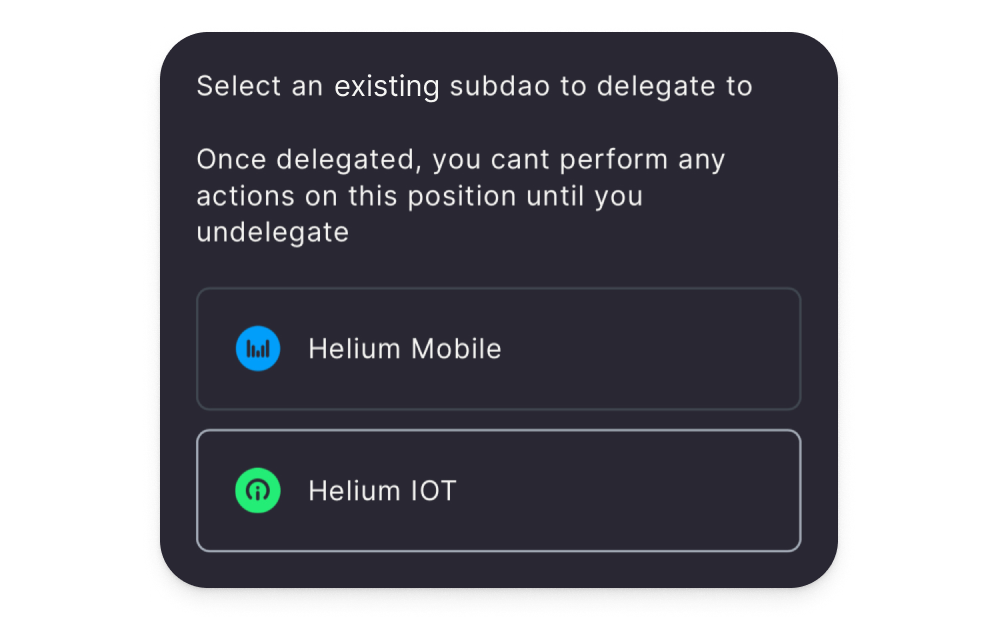 Select an existing subdao to delegate to
Once delegated, you cant perform any
actions on this position until you
undelegate
Helium Mobile
Helium IOT